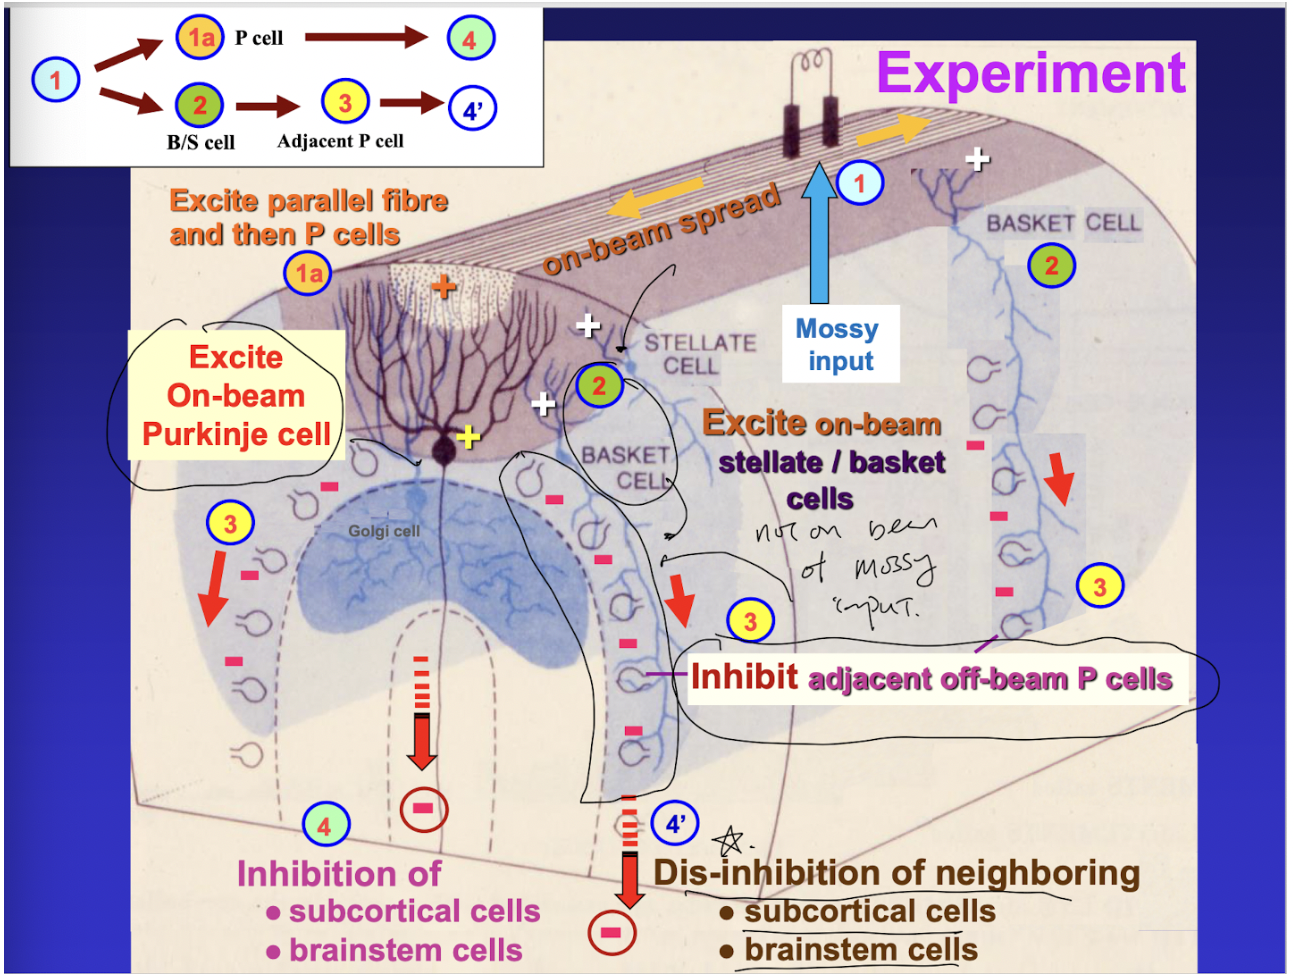 1
1a P cell
4
2
B/S cell
3
Adjacent P cell
4'
Experiment
Excite parallel fibre
and then P cells
1a
on-beam spread
1
+
BASKET CELL
2
Mossy
input
+
+
STELLATE
CELL
2
+
BASKET
CELL
Excite
On-beam
Purkinje cell
+
Excite on-beam
stellate / basket
cells
not on beam
of mossy
input.
Golgi cell
3
3
3
Inhibit adjacent off-beam P cells
4
Inhibition of
• subcortical cells
• brainstem cells
4'
Dis-inhibition of neighboring
• subcortical cells
• brainstem cells